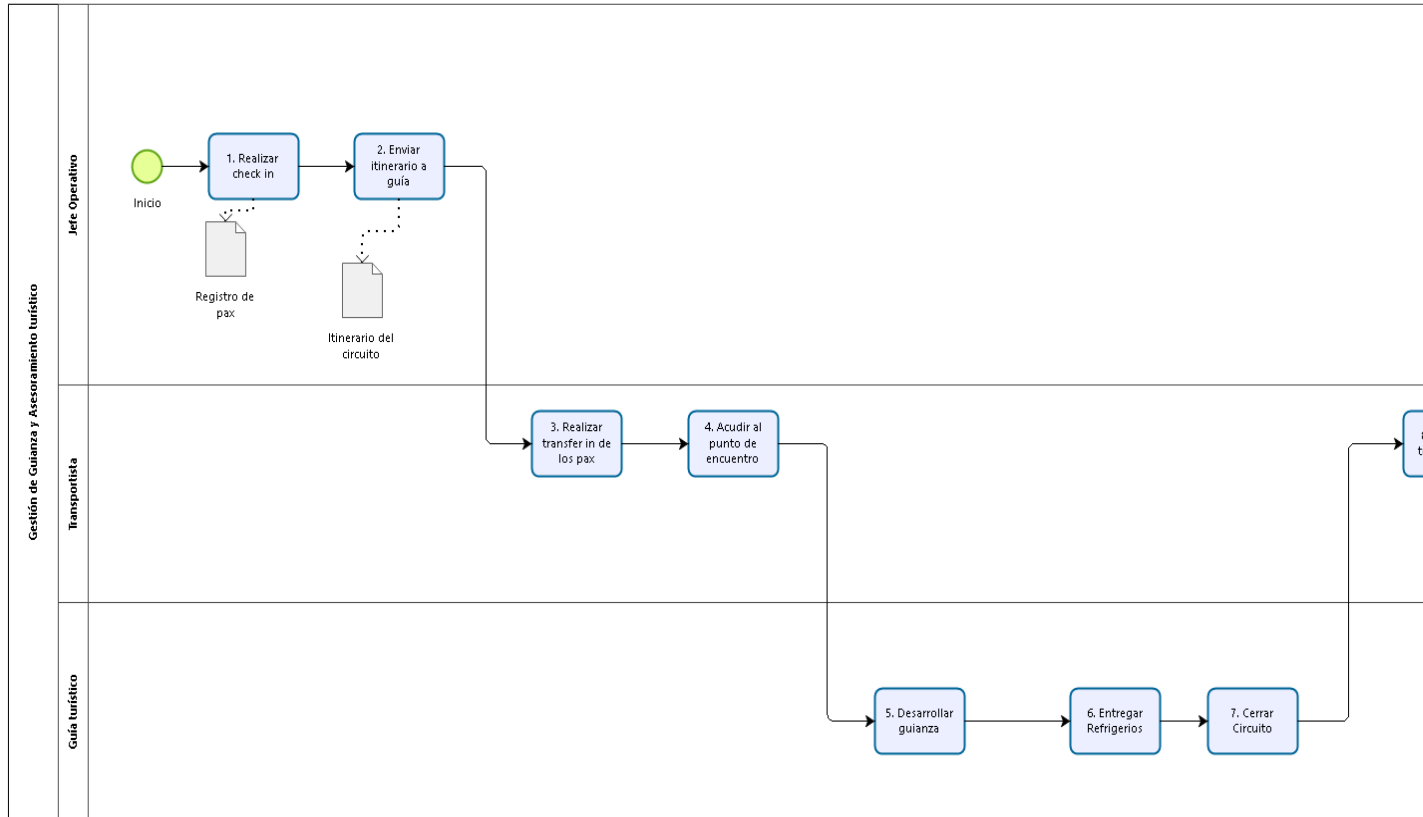 Gestión de Guianza y Asesoramiento turístico
Jefe Operativo
Inicio
1. Realizar
check in
2. Enviar
itinerario a
guía
Registro de
pax
Itinerario del
circuito
Transportista
3. Realizar
transfer in de
los pax
4. Acudir al
punto de
encuentro
Guía turístico
5. Desarrollar
guianza
6. Entregar
Refrigerios
7. Cerrar
Circuito